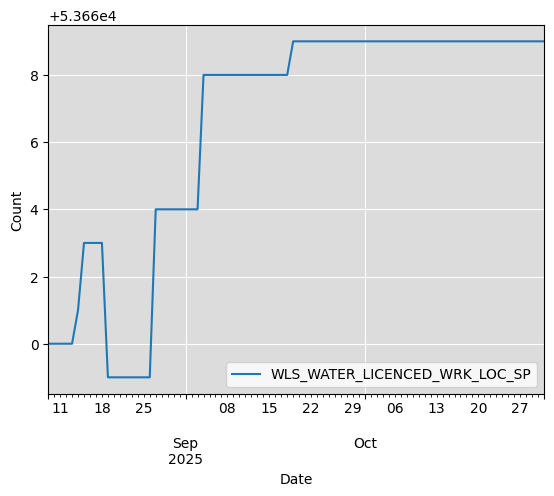 +5.366e4
8
6
4
2
0
Count
WLS_WATER_LICENCED_WRK_LOC_SP
11 18 25 08 15 22 29 06 13 20 27
Sep Oct
2025
Date